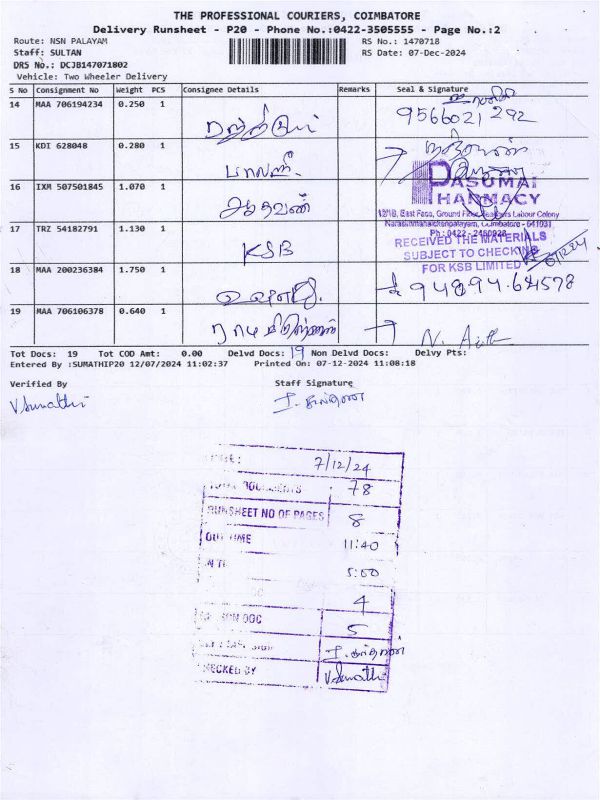 THE PROFESSIONAL COURIERS, COIMBATORE
Delivery Runsheet - P20 - Phone No.:0422-3505555 - Page No.:2
Route: NSN PALAYAM RS No.: 1470718
Staff: SULTAN RS Date: 07-Dec-2024
DRS No.: DCJB147071802
Vehicle: Two Wheeler Delivery
S No Consignment No Weight PCS Consignee Details Remarks Seal & Signature
14 MAA 706194234 0.250 1
9566021292
15 KDI 628048 0.280 1 பாலஜி
16 IXM 507501845 1.070 1 ஆதவன்
PASUMAI
PHARMACY
17 TRZ 54182791 1.130 1 KSB
RECEIVED THE MATERIALS
SUBJECT TO CHECKING
FOR KSB LIMITED
18 MAA 200236384 1.750 1
19 MAA 706106378 0.640 1
Tot Docs: 19 Tot COD Amt: 0.00 Delvd Docs: 19 Non Delvd Docs: Delvy Pts:
Entered By :SUMATHIP20 12/07/2024 11:02:37 Printed On: 07-12-2024 11:08:18
Verified By Staff Signature
V.Sumathi
7/12/24
78
RUNSHEET NO OF PAGES 8
OUT TIME 11:40
5:00
4
DOC 5
V.Sumathi